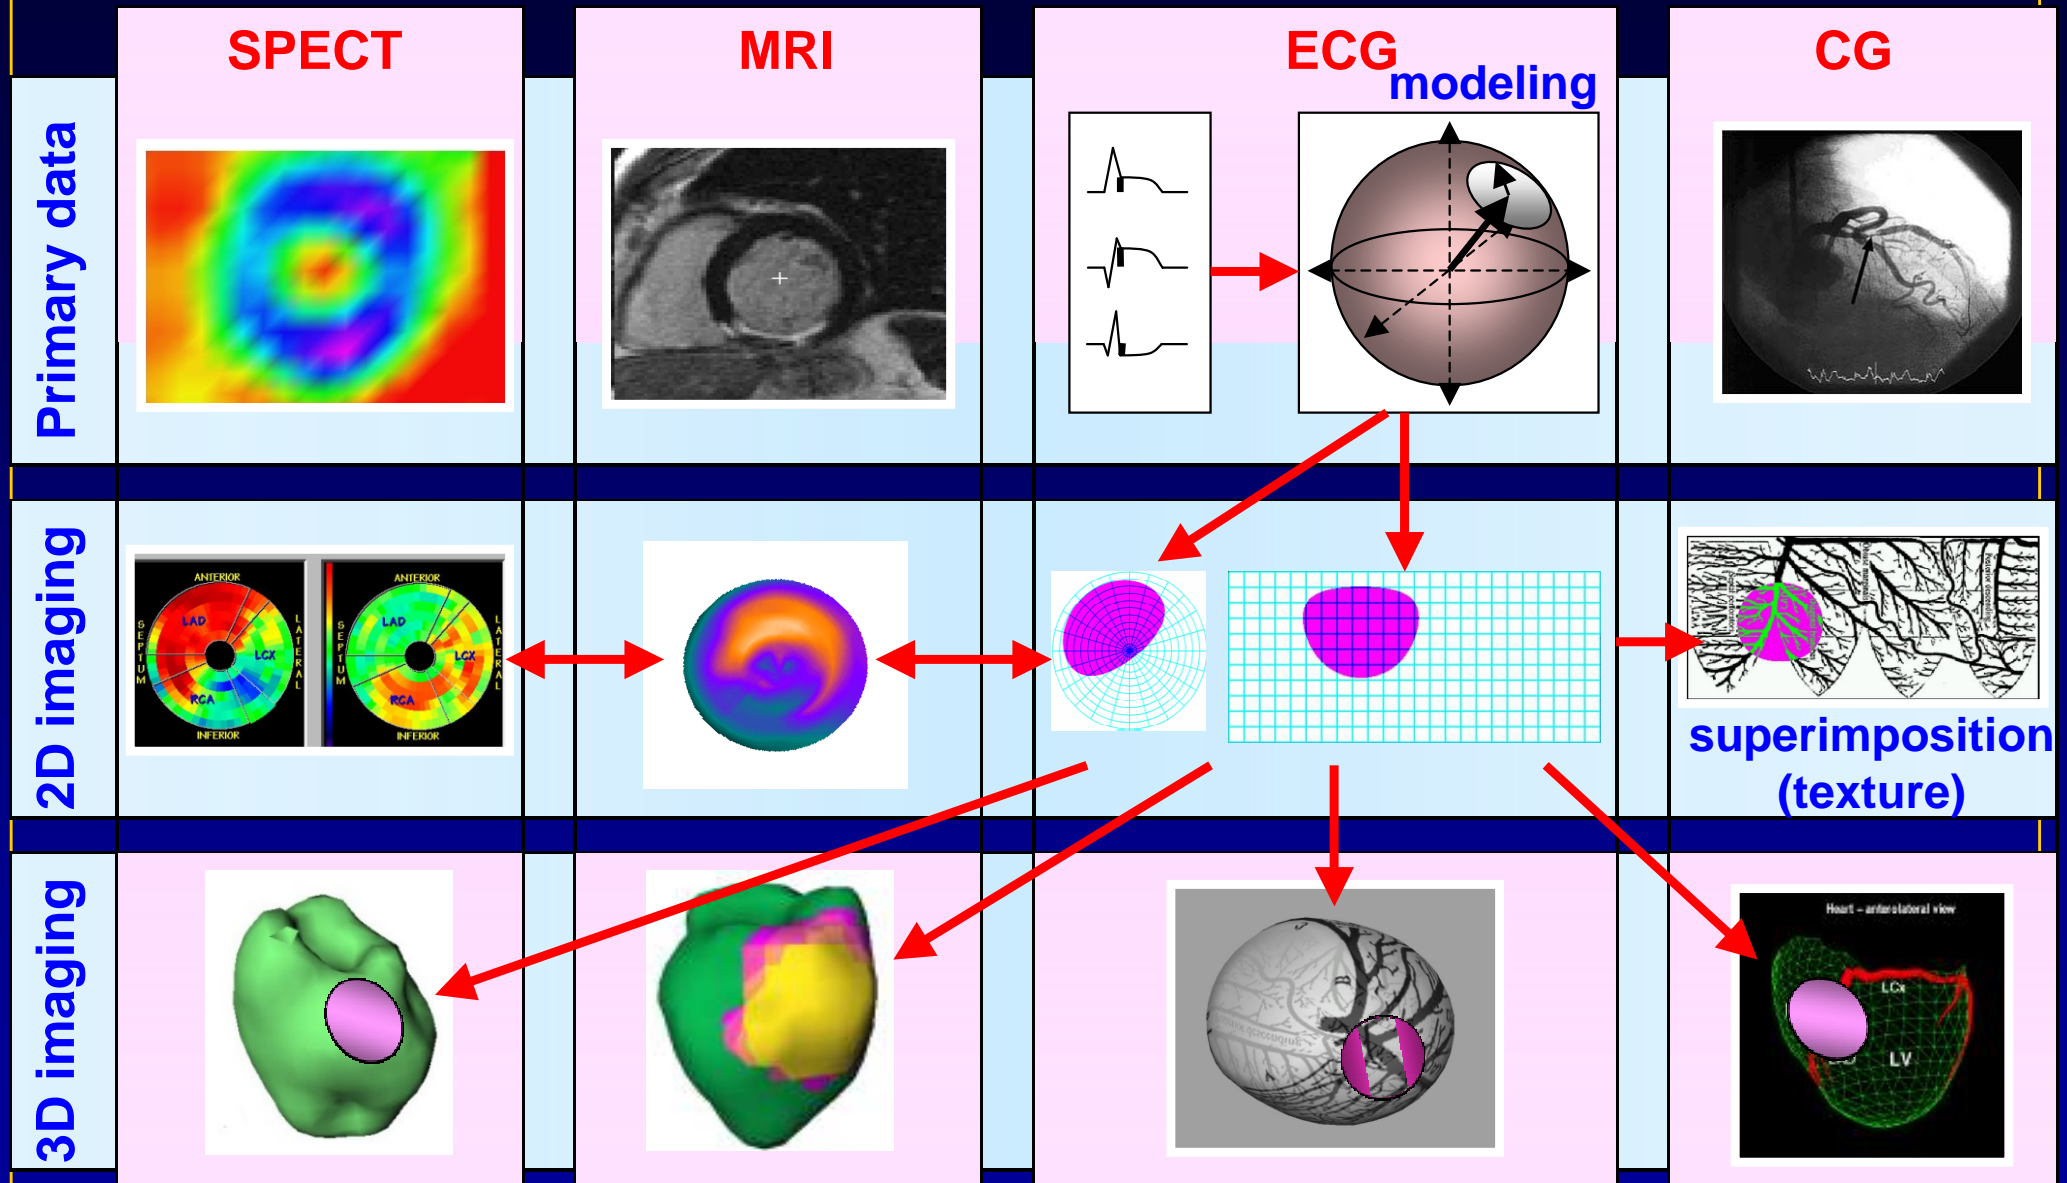 SPECT
MRI
ECG
modeling
CG
Primary data
2D imaging
ANTERIOR
SEPTUM
LAD
LCX
RCA
LATERAL
INFERIOR
ANTERIOR
SEPTUM
LAD
LCX
RCA
LATERAL
INFERIOR
superimposition
(texture)
3D imaging
Heart – anterolateral view
LCx
LV